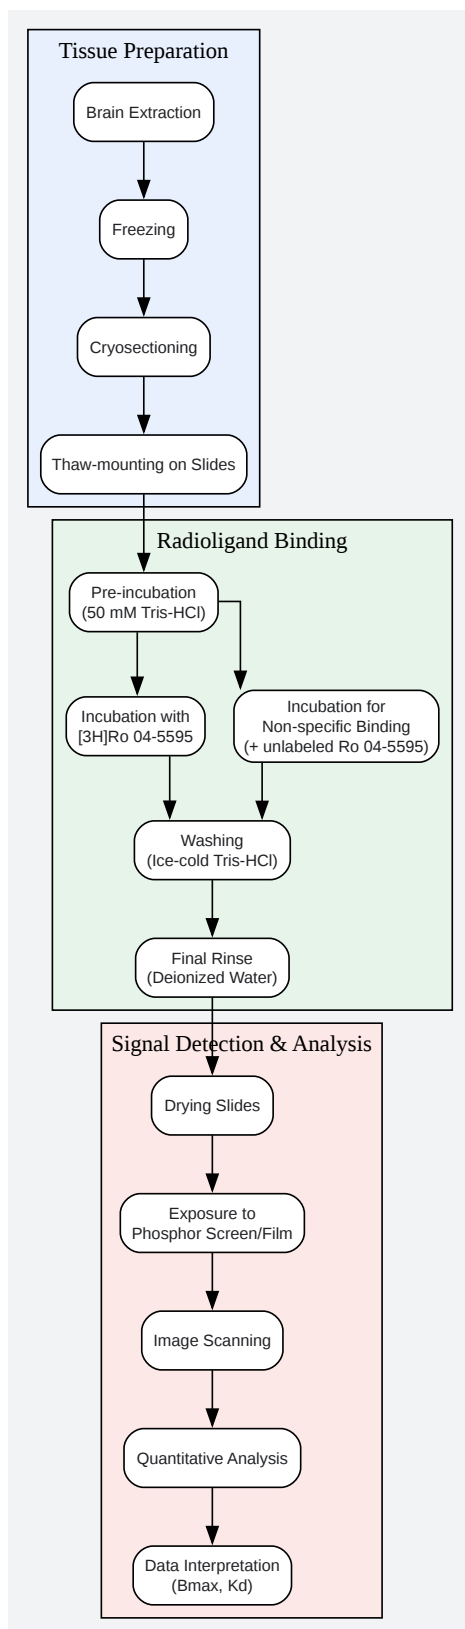 Tissue Preparation
Brain Extraction
Freezing
Cryosectioning
Thaw-mounting on Slides
Radioligand Binding
Pre-incubation
(50 mM Tris-HCl)
Incubation with
[3H]Ro 04-5595
Incubation for
Non-specific Binding
(+ unlabeled Ro 04-5595)
Washing
(Ice-cold Tris-HCl)
Final Rinse
(Deionized Water)
Signal Detection & Analysis
Drying Slides
Exposure to
Phosphor Screen/Film
Image Scanning
Quantitative Analysis
Data Interpretation
(Bmax, Kd)